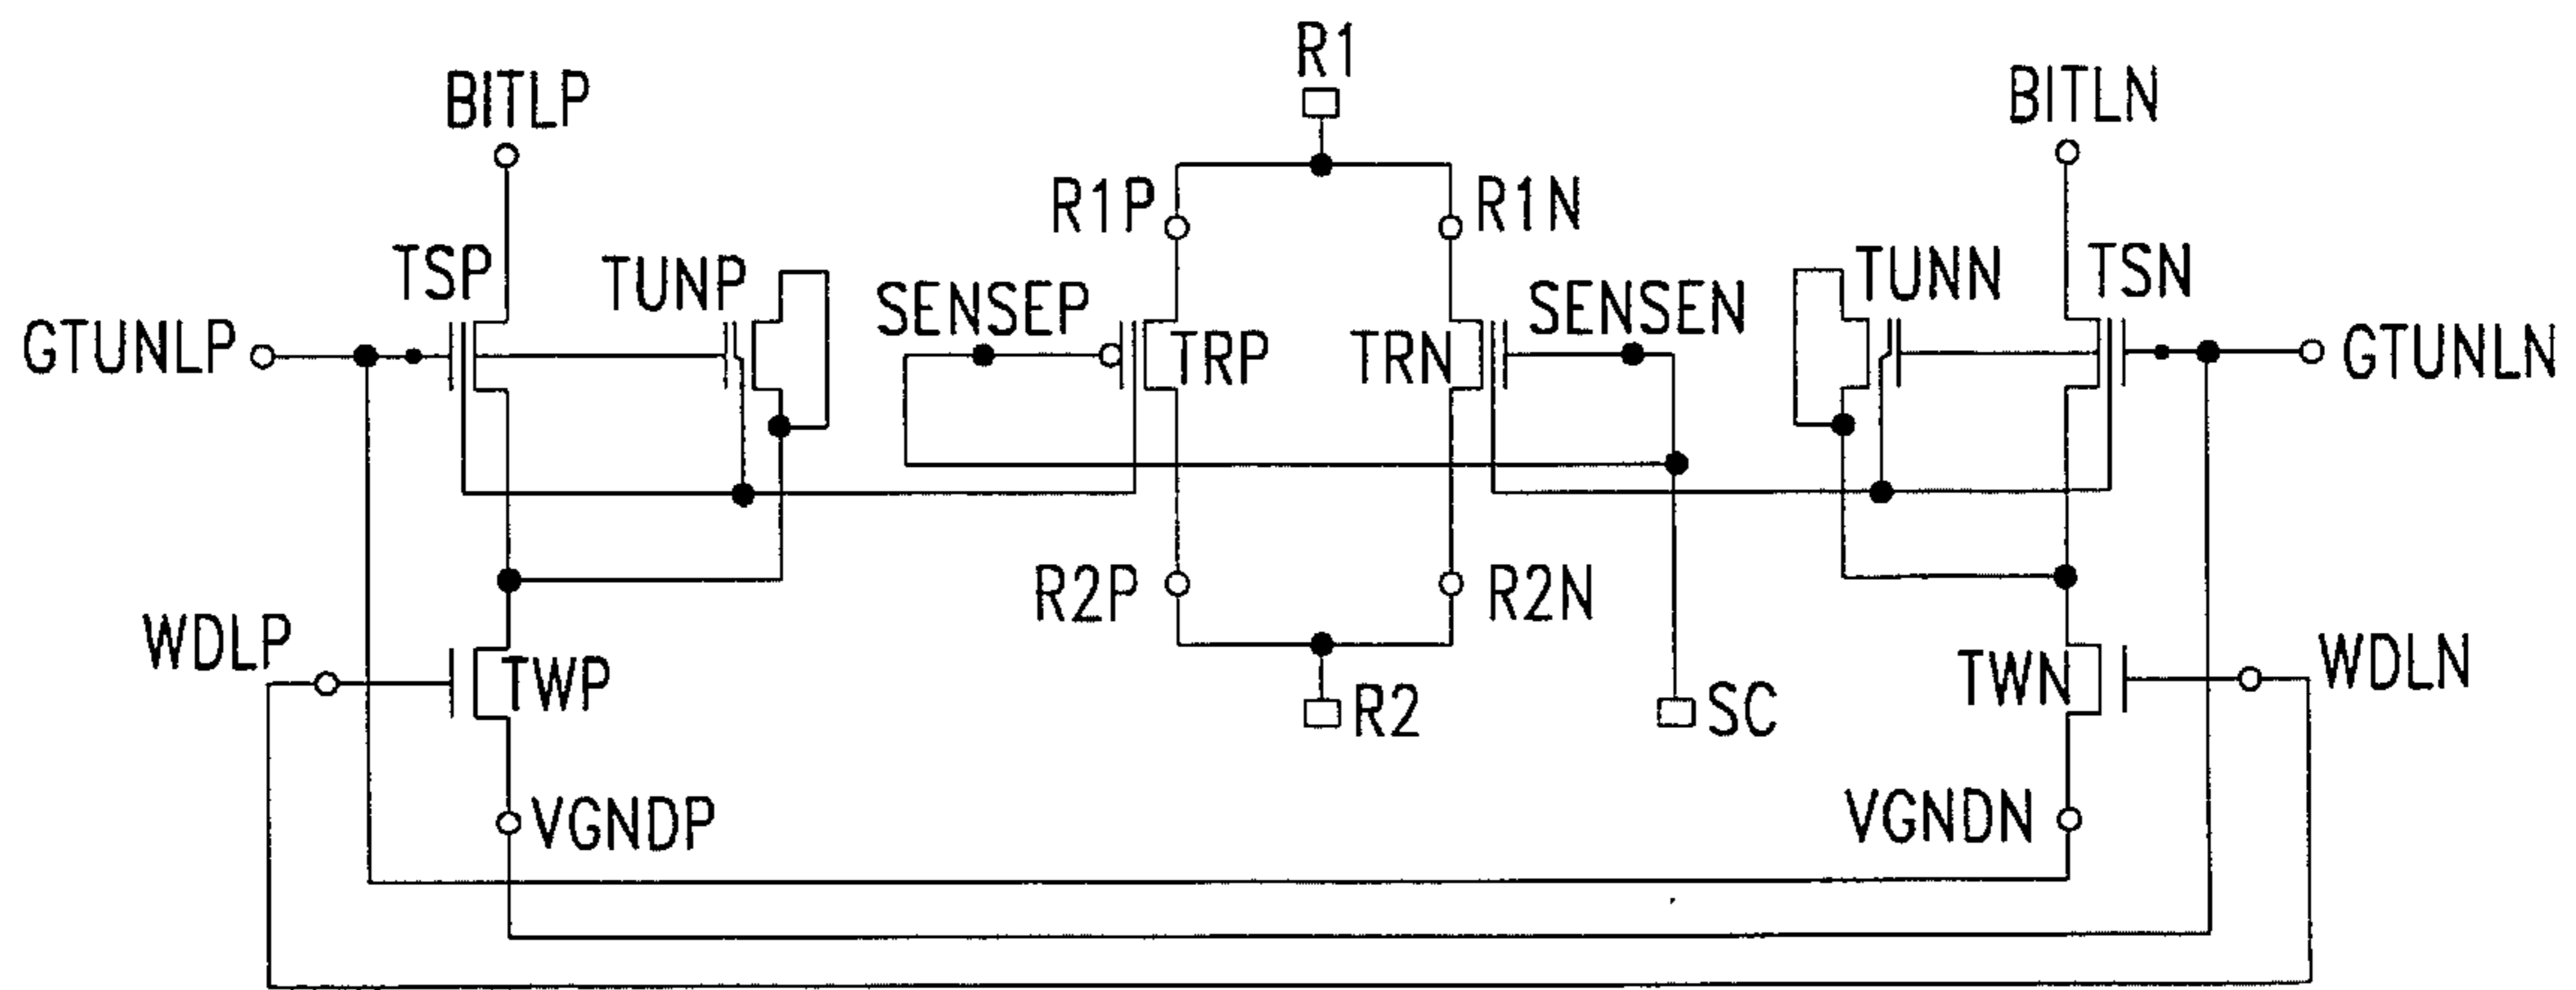 R1
BITLP
BITLN
R1P
R1N
TSP
TUNP
SENSEP
SENSEN
TUNN
TSN
GTUNLP
TRP
TRN
GTUNLN
R2P
R2N
WDLP
TWP
R2
SC
TWN
WDLN
VGNDP
VGNDN